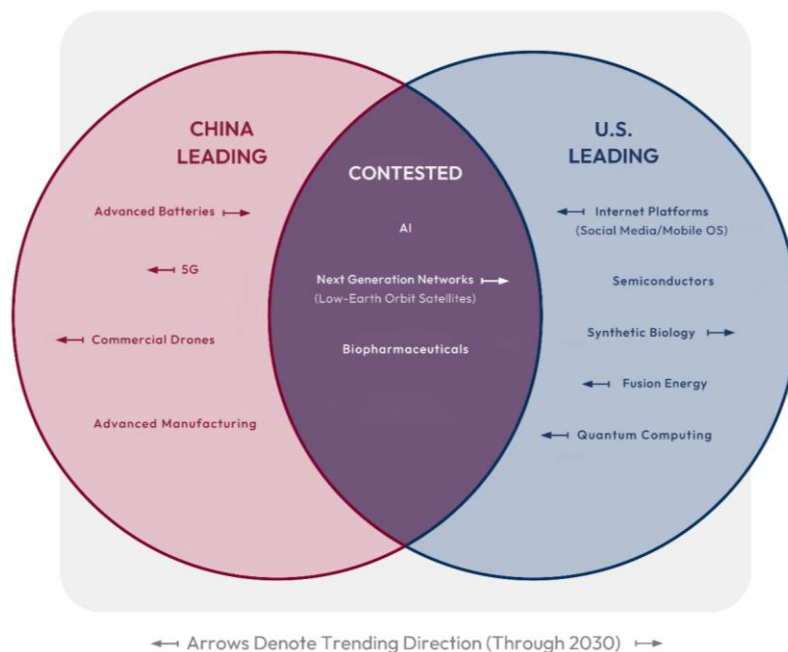 CHINA
LEADING
Advanced Batteries
5G
Commercial Drones
Advanced Manufacturing
CONTESTED
AI
Next Generation Networks
(Low-Earth Orbit Satellites)
Biopharmaceuticals
U.S.
LEADING
Internet Platforms
(Social Media/Mobile OS)
Semiconductors
Synthetic Biology
Fusion Energy
Quantum Computing
Arrows Denote Trending Direction (Through 2030)